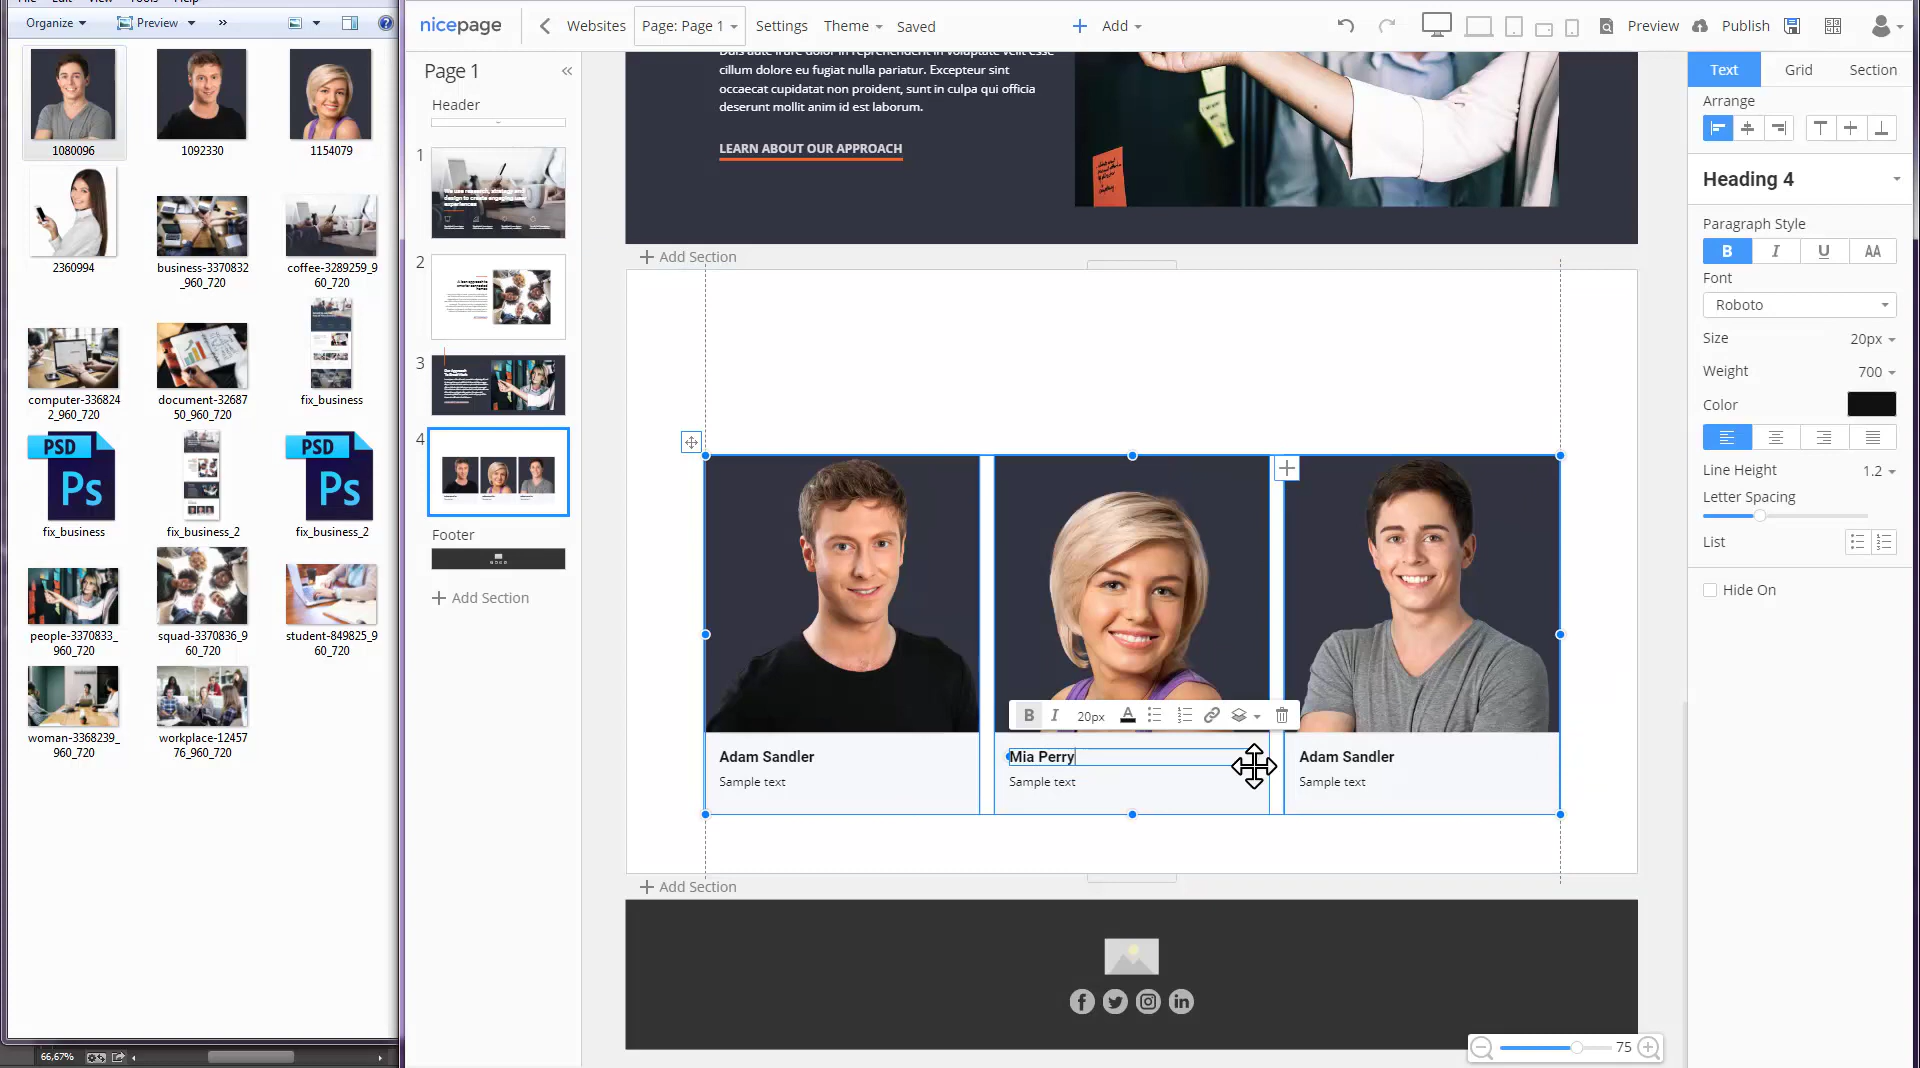 File Edit View Tools Help
Organize Preview »
1080096
1092330
1154079
2360994
business-3370832
_960_720
coffee-3289259_9
60_720
computer-336824
2_960_720
document-32687
50_960_720
fix_business
PSD
Ps
fix_business
fix_business_2
PSD
Ps
fix_business_2
people-3370833_
960_720
squad-3370836_9
60_720
student-849825_9
60_720
woman-3368239_
960_720
workplace-12457
76_960_720
66,67%
nicepage
Websites
Page: Page 1
Settings
Theme
Saved
+ Add
Preview
Publish
Page 1 «
Header
1
2
3
4
Footer
+ Add Section
cillum dolore eu fugiat nulla pariatur. Excepteur sint
occaecat cupidatat non proident, sunt in culpa qui officia
deserunt mollit anim id est laborum.
LEARN ABOUT OUR APPROACH
+ Add Section
B I 20px A
Adam Sandler
Sample text
Mia Perry
Sample text
Adam Sandler
Sample text
+ Add Section
75
Text Grid Section
Arrange
Heading 4
Paragraph Style
B I U AA
Font
Roboto
Size 20px
Weight 700
Color
Line Height 1.2
Letter Spacing
List
Hide On